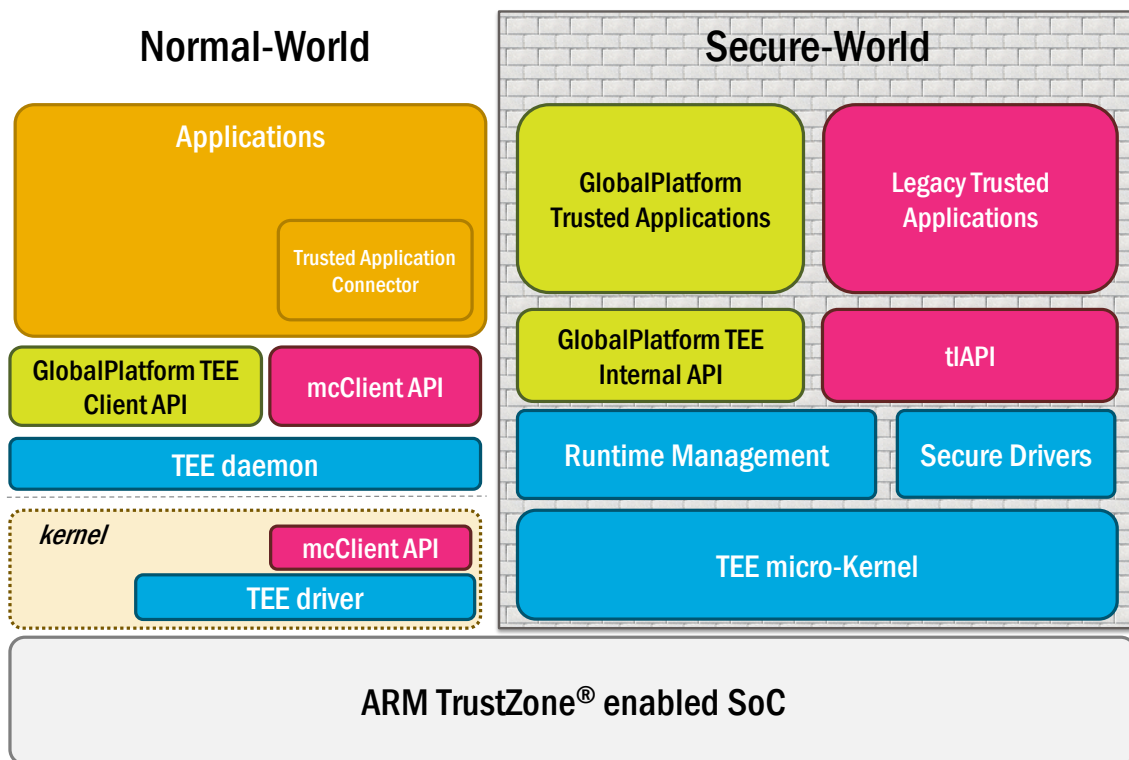 Normal-World
Applications
Trusted Application
Connector
GlobalPlatform TEE
Client API
mcClient API
TEE daemon
kernel
mcClient API
TEE driver
Secure-World
GlobalPlatform
Trusted Applications
Legacy Trusted
Applications
GlobalPlatform TEE
Internal API
tlAPI
Runtime Management
Secure Drivers
TEE micro-Kernel
ARM TrustZone® enabled SoC